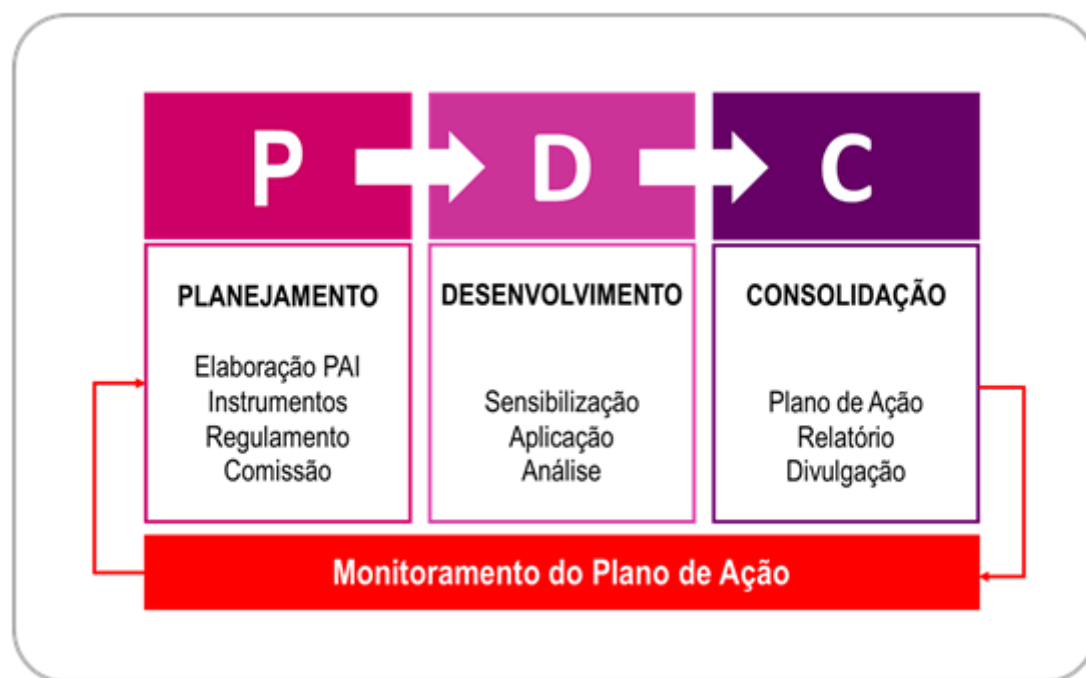 P
D
C
PLANEJAMENTO
Elaboração PAI
Instrumentos
Regulamento
Comissão
DESENVOLVIMENTO
Sensibilização
Aplicação
Análise
CONSOLIDAÇÃO
Plano de Ação
Relatório
Divulgação
Monitoramento do Plano de Ação